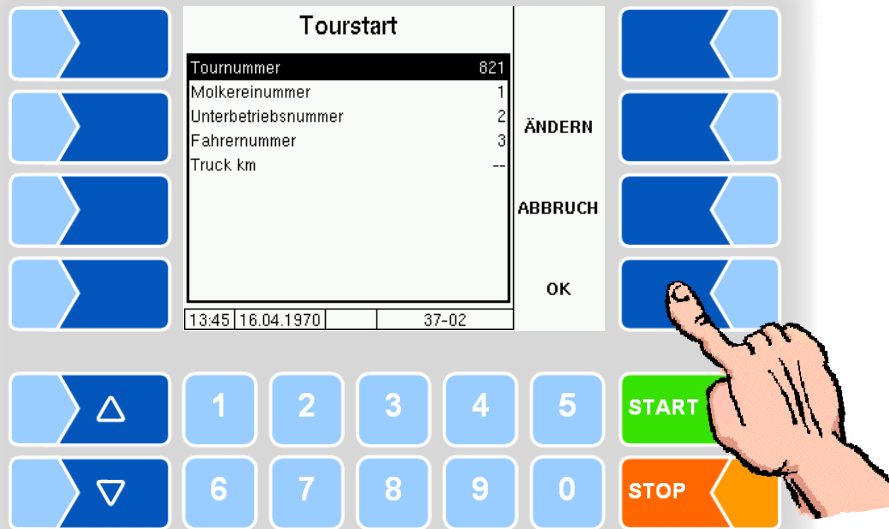 Tourstart
Tournummer 821
Molkereinummer 1
Unterbetriebsnummer 2
Fahrernummer 3
Truck km --
ÄNDERN
ABBRUCH
OK
13:45 16.04.1970 37-02
1 2 3 4 5 START
6 7 8 9 0 STOP